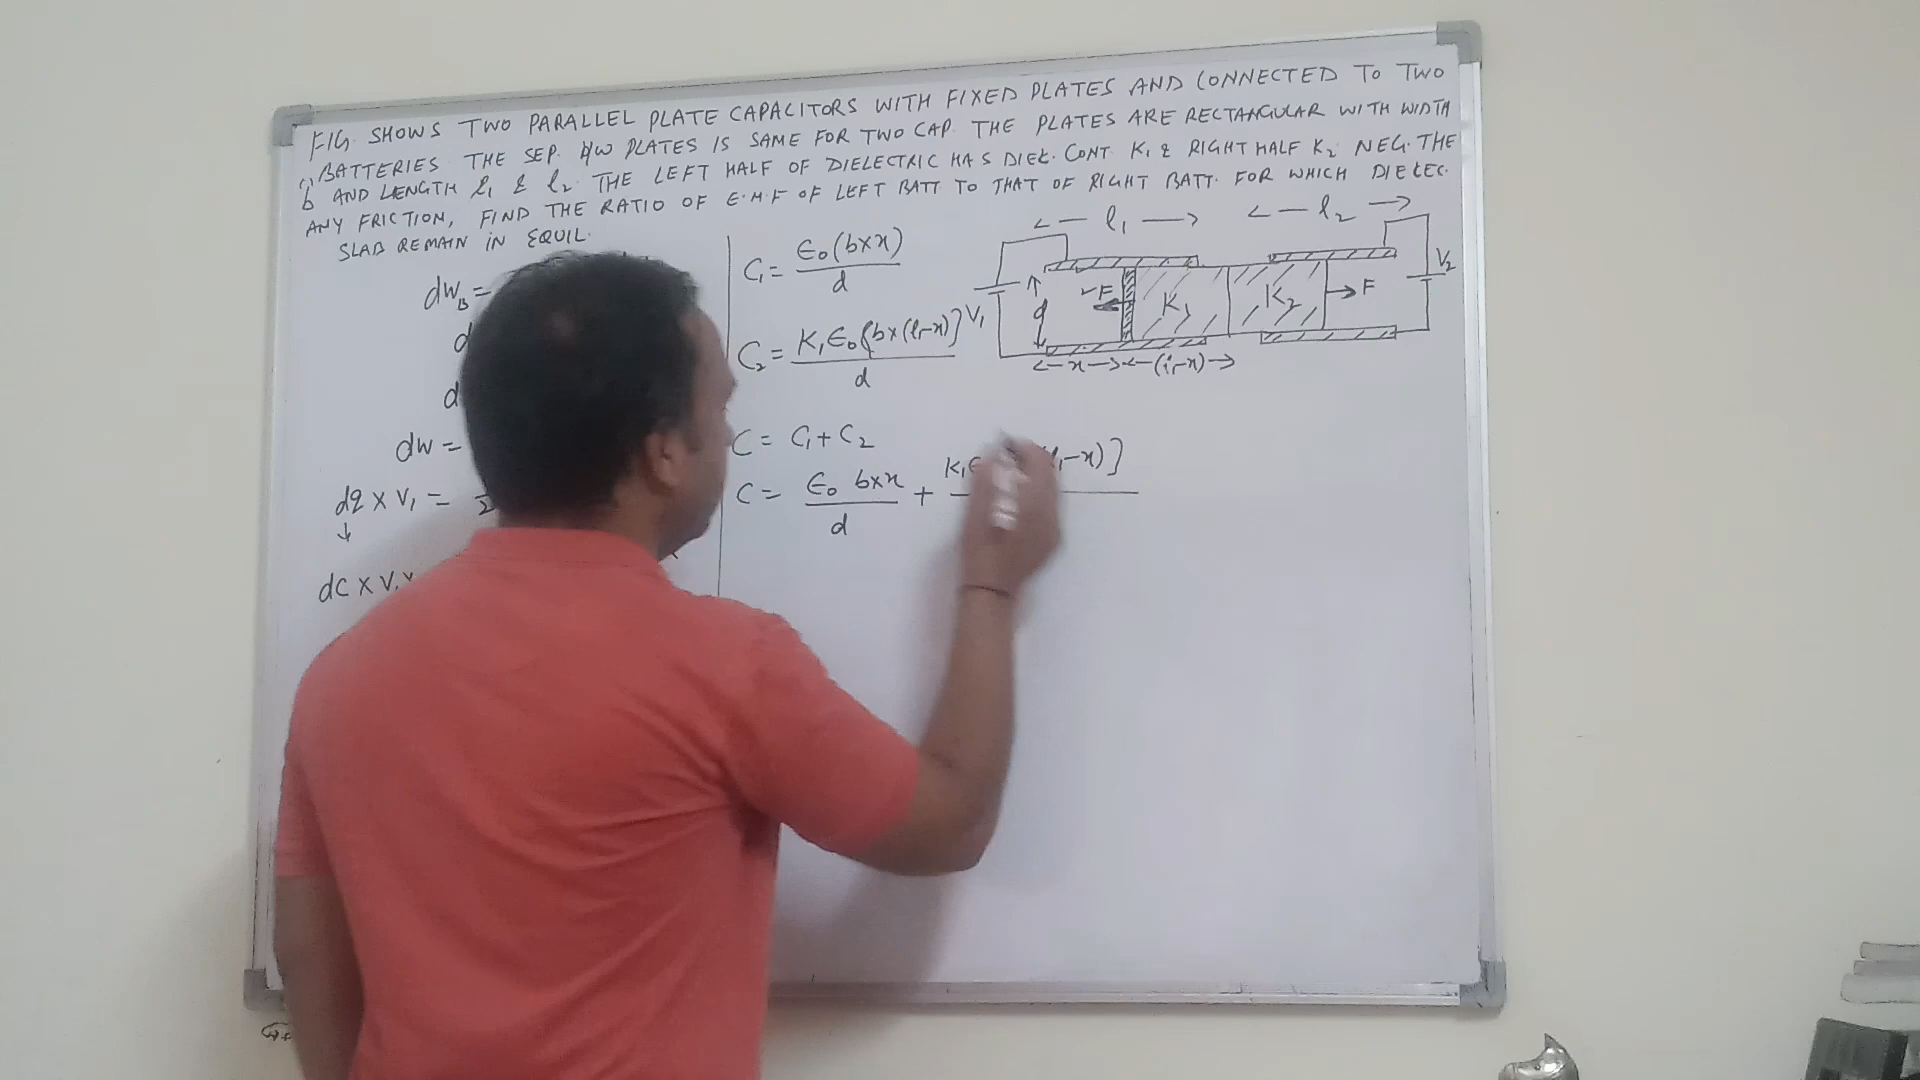 FIG. SHOWS TWO PARALLEL PLATE CAPACITORS WITH FIXED PLATES AND CONNECTED TO TWO
BATTERIES THE SEP. B/W PLATES IS SAME FOR TWO CAP. THE PLATES ARE RECTANGULAR WITH WIDTH
b AND LENGTH l₁ & l₂. THE LEFT HALF OF DIELECTRIC HAS DIEL. CONT. K₁ & RIGHT HALF K₂ NEG. THE
ANY FRICTION, FIND THE RATIO OF E.M.F OF LEFT BATT TO THAT OF RIGHT BATT. FOR WHICH DIELEC.
SLAB REMAIN IN EQUIL.
dW_B =
d
d
dw =
dq × V₁ =
↓
dC × V₁ ×
C₁ = ε₀(b×x)/d
C₂ = K₁ε₀[b×(l₁-x)]/d
C = C₁ + C₂
C = ε₀ b×x/d + K₁ε l₁-x)]
<— l₁ —>
<— l₂ —>
V₁
d
F
K₁
K₂
F
V₂
<— x —><—(l₁-x)—>